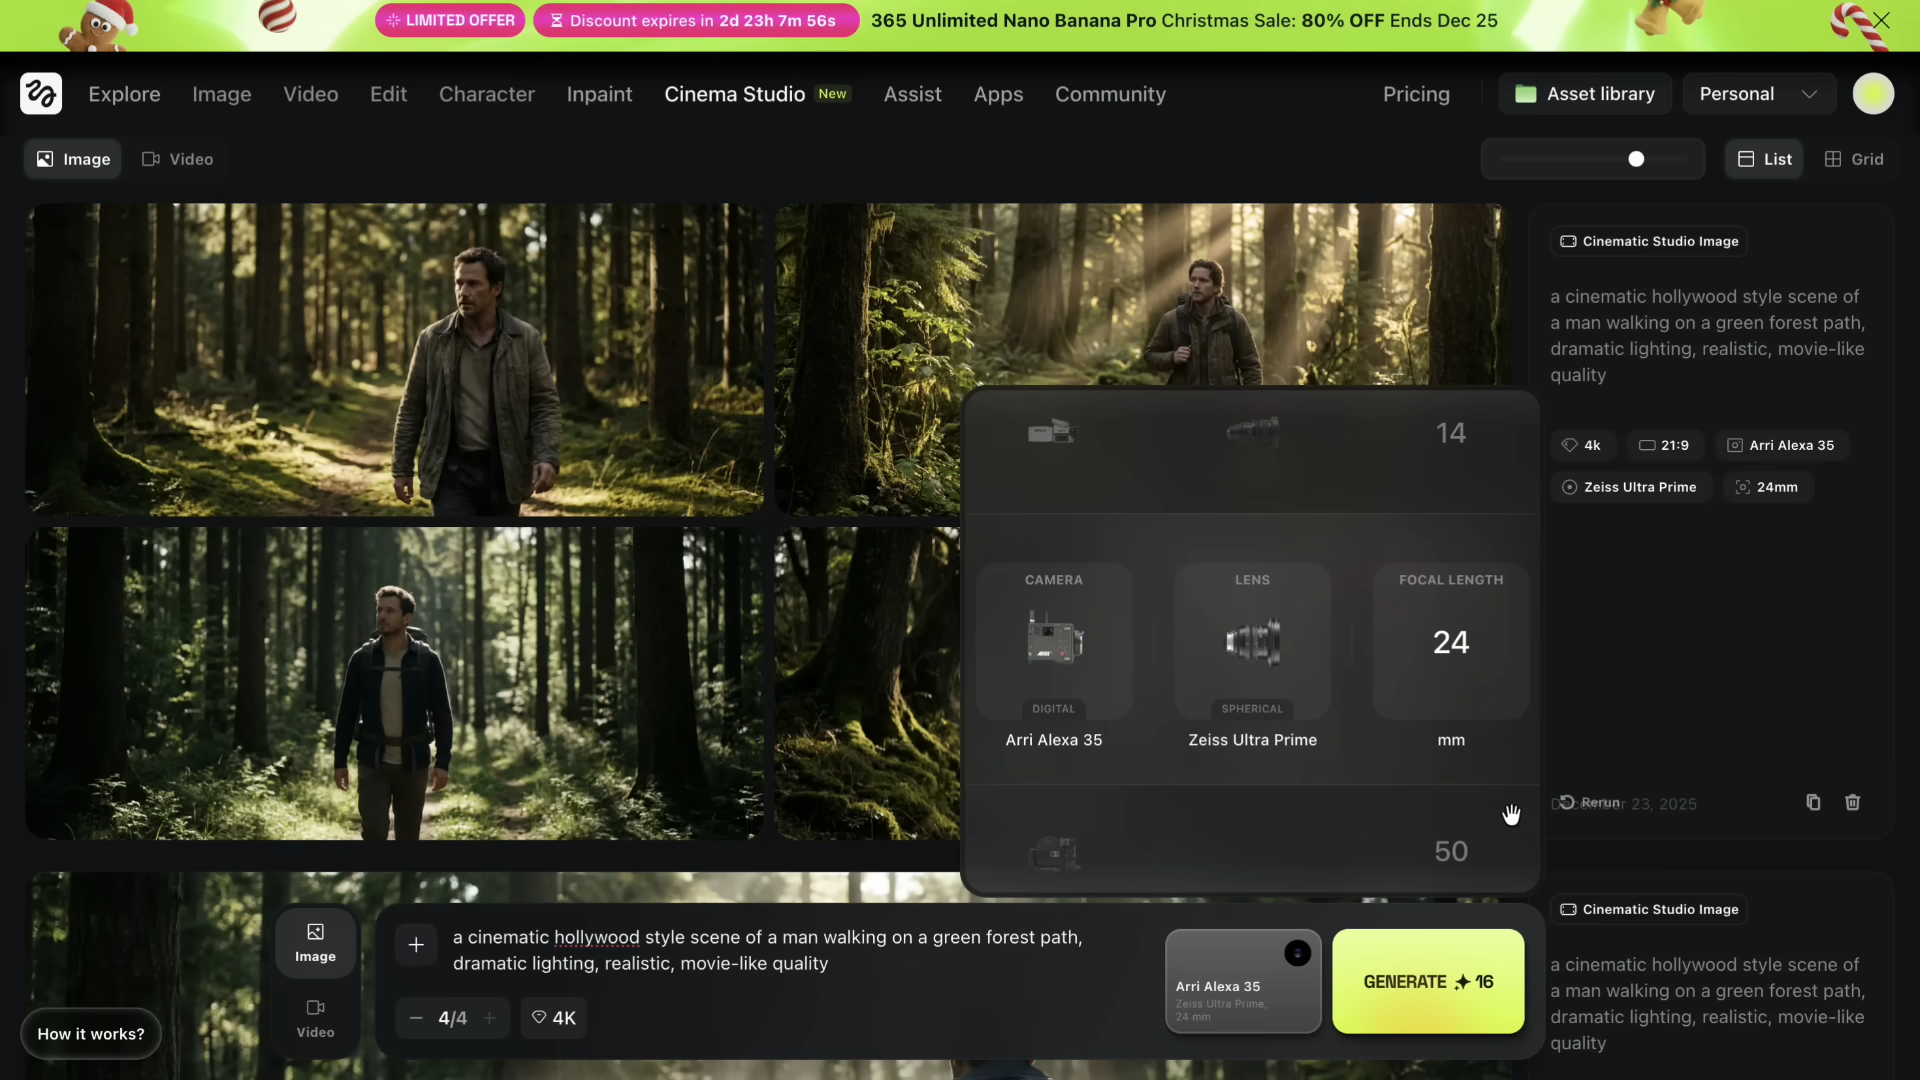 LIMITED OFFER
Discount expires in 2d 23h 7m 56s
365 Unlimited Nano Banana Pro Christmas Sale: 80% OFF Ends Dec 25
Explore
Image
Video
Edit
Character
Inpaint
Cinema Studio New
Assist
Apps
Community
Pricing
Asset library
Personal
Image
Video
List
Grid
Cinematic Studio Image
a cinematic hollywood style scene of
a man walking on a green forest path,
dramatic lighting, realistic, movie-like
quality
4k
21:9
Arri Alexa 35
Zeiss Ultra Prime
24mm
14
CAMERA
LENS
FOCAL LENGTH
ARRI
24
DIGITAL
SPHERICAL
Arri Alexa 35
Zeiss Ultra Prime
mm
50
Rerun
December 23, 2025
Cinematic Studio Image
a cinematic hollywood style scene of
a man walking on a green forest path,
dramatic lighting, realistic, movie-like
quality
Image
Video
a cinematic hollywood style scene of a man walking on a green forest path,
dramatic lighting, realistic, movie-like quality
4/4
4K
Arri Alexa 35
Zeiss Ultra Prime,
24 mm
GENERATE 16
How it works?